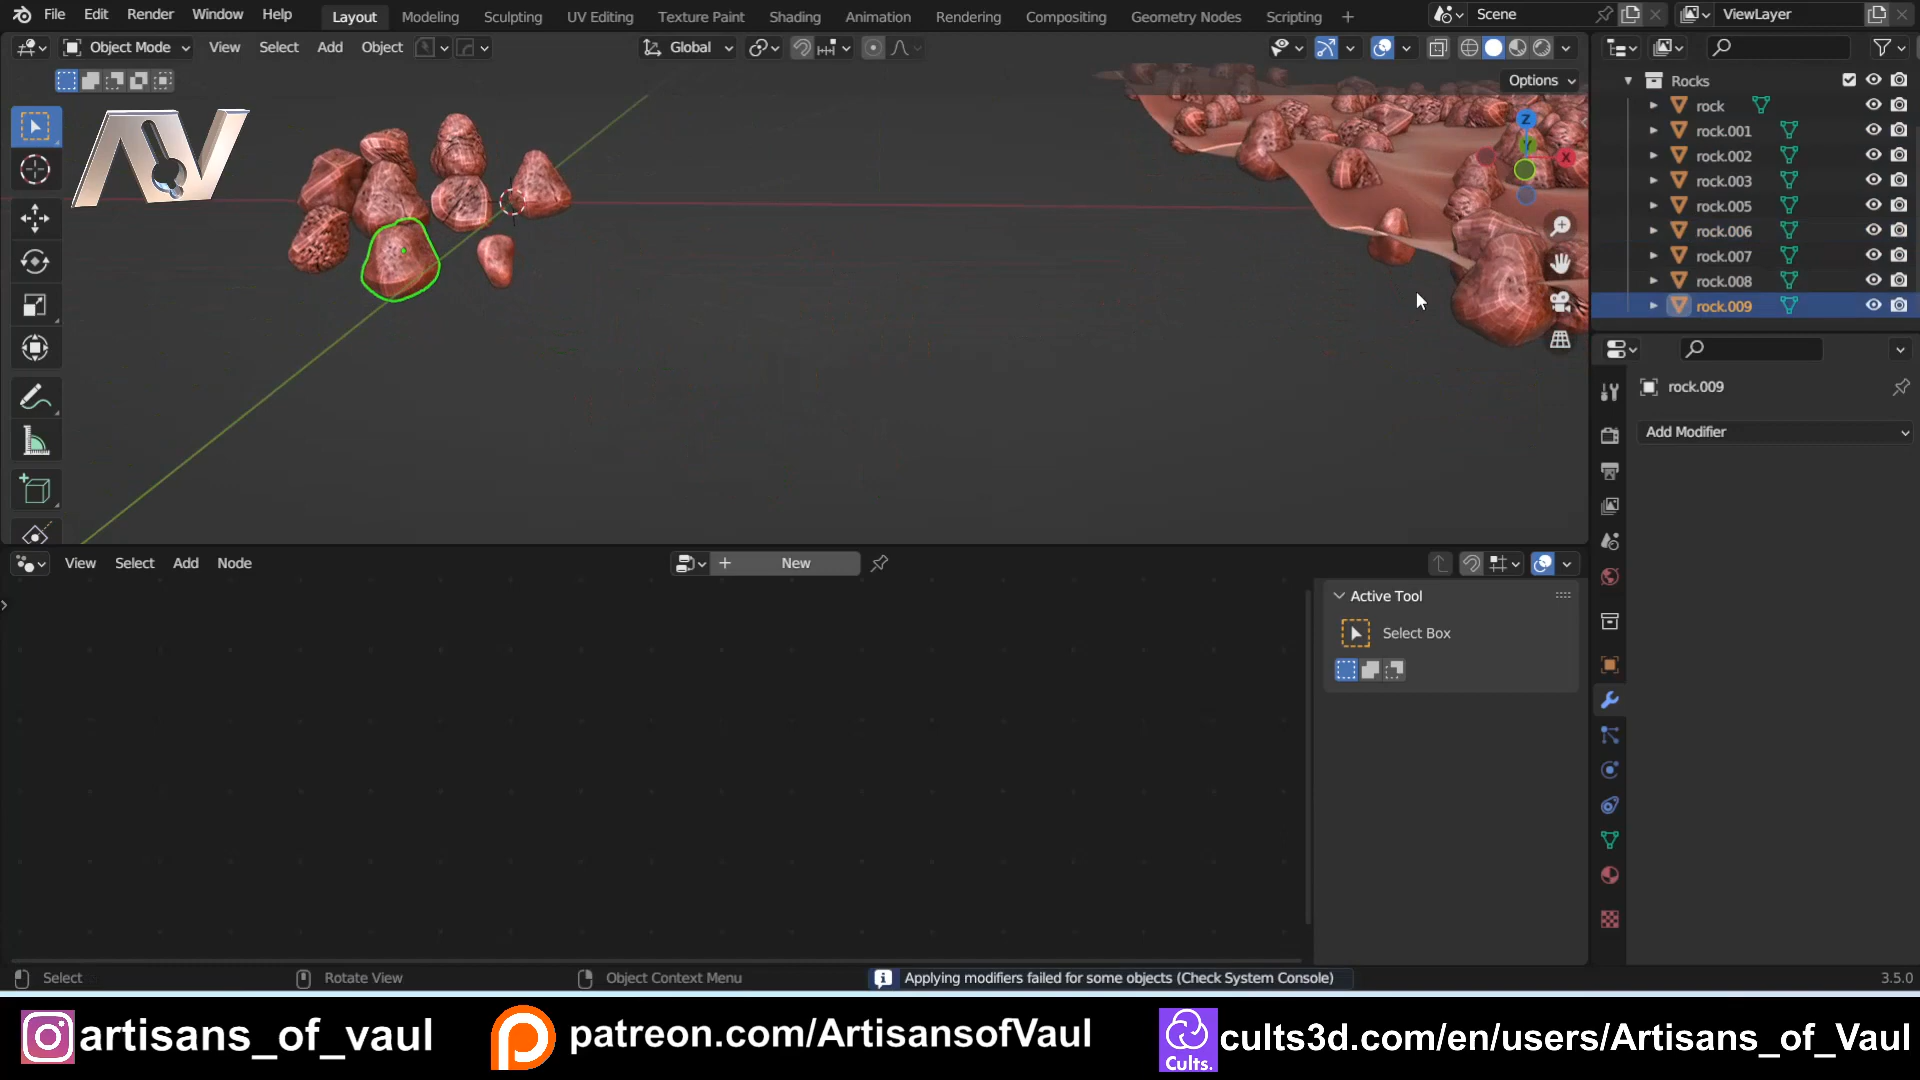 File Edit Render Window Help Layout Modeling Sculpting UV Editing Texture Paint Shading Animation Rendering Compositing Geometry Nodes Scripting + Scene ViewLayer
Object Mode View Select Add Object Global
Options
AV
Z
Y
X
Rocks
rock
rock.001
rock.002
rock.003
rock.005
rock.006
rock.007
rock.008
rock.009
rock.009
Add Modifier
View Select Add Node New
Active Tool
Select Box
Select Rotate View Object Context Menu Applying modifiers failed for some objects (Check System Console) 3.5.0
artisans_of_vaul patreon.com/ArtisansofVaul Cults. cults3d.com/en/users/Artisans_of_Vaul